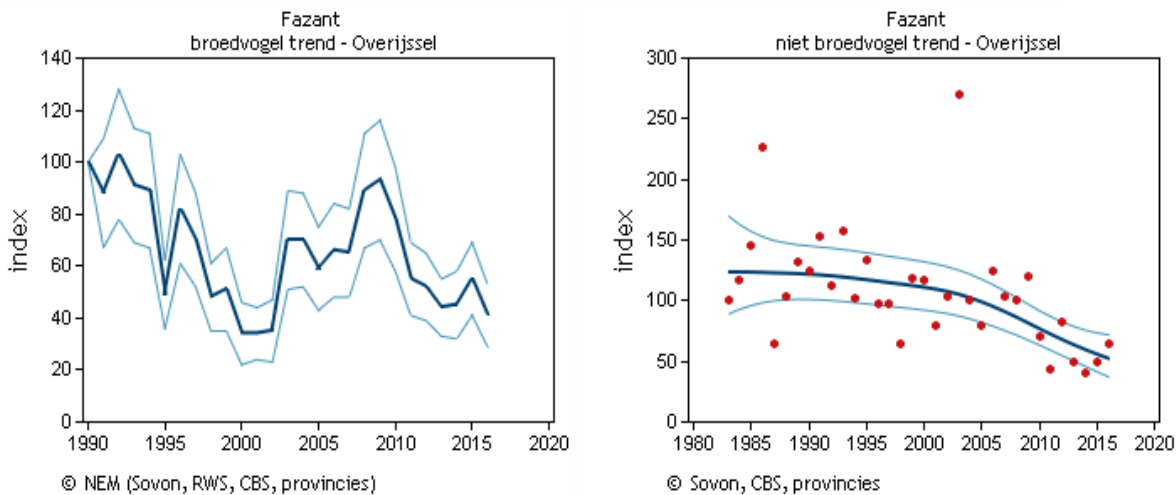 Fazant
broedvogel trend - Overijssel
140
120
100
80
60
40
20
0
index
1990 1995 2000 2005 2010 2015 2020
© NEM (Sovon, RWS, CBS, provincies)
Fazant
niet broedvogel trend - Overijssel
300
250
200
150
100
50
0
index
1980 1985 1990 1995 2000 2005 2010 2015 2020
© Sovon, CBS, provincies